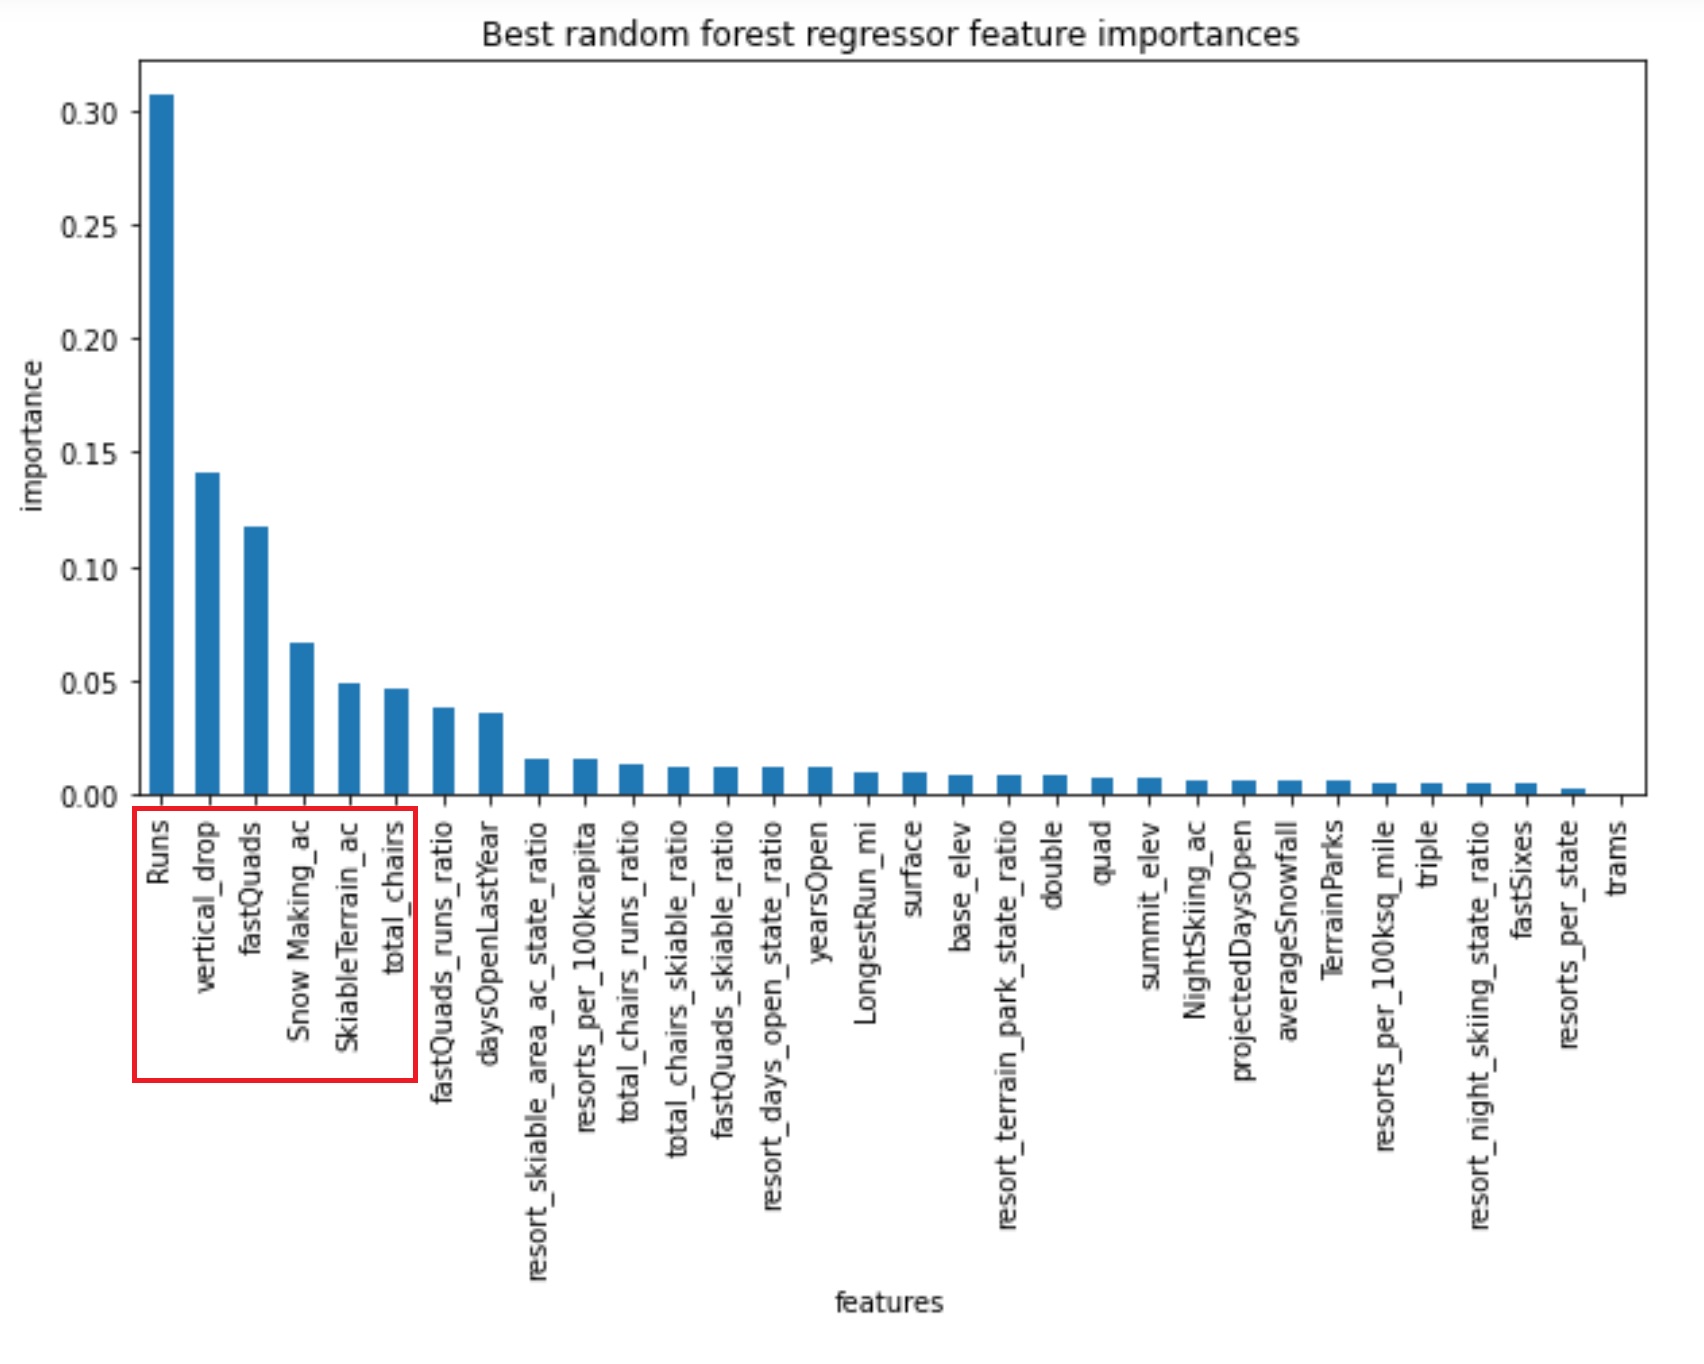 Best random forest regressor feature importances
0.30
0.25
0.20
0.15
0.10
0.05
0.00
importance
Runs
vertical_drop
fastQuads
Snow Making_ac
SkiableTerrain_ac
total_chairs
fastQuads_runs_ratio
daysOpenLastYear
resort_skiable_area_ac_state_ratio
resorts_per_100kcapita
total_chairs_runs_ratio
total_chairs_skiable_ratio
fastQuads_skiable_ratio
resort_days_open_state_ratio
yearsOpen
LongestRun_mi
surface
base_elev
resort_terrain_park_state_ratio
double
quad
summit_elev
NightSkiing_ac
projectedDaysOpen
averageSnowfall
TerrainParks
resorts_per_100ksq_mile
triple
resort_night_skiing_state_ratio
fastSixes
resorts_per_state
trams
features